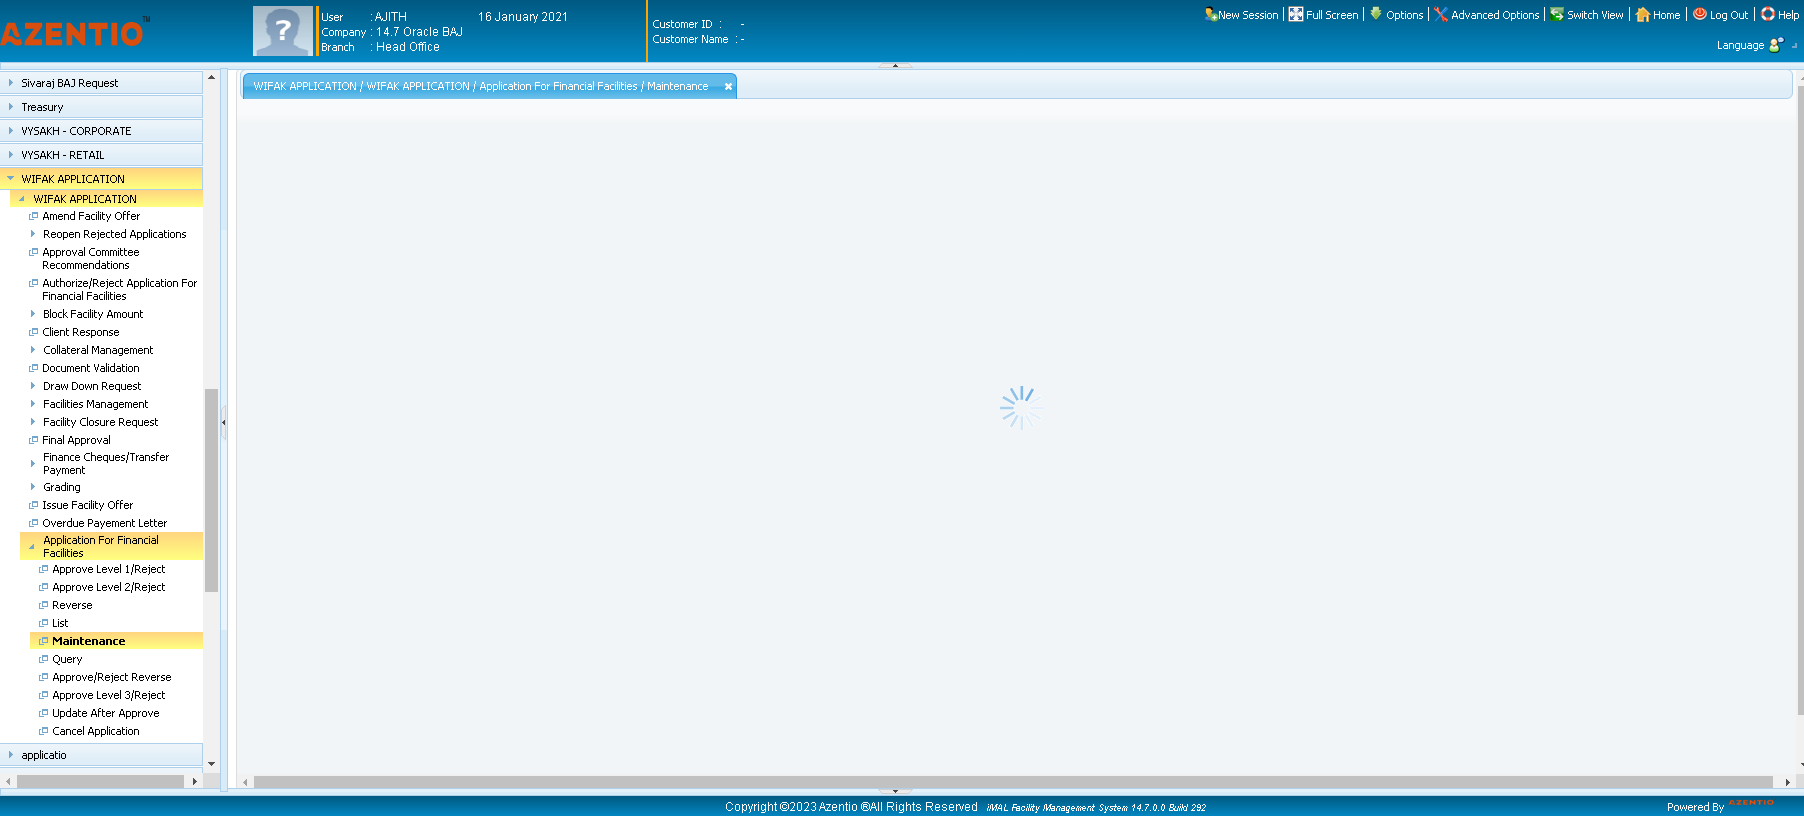 AZENTIO TM
User : AJITH 16 January 2021
Company : 14.7 Oracle BAJ
Branch : Head Office
Customer ID : -
Customer Name : -
New Session Full Screen Options Advanced Options Switch View Home Log Out Help
Language
Sivaraj BAJ Request
Treasury
VYSAKH - CORPORATE
VYSAKH - RETAIL
WIFAK APPLICATION
WIFAK APPLICATION
Amend Facility Offer
Reopen Rejected Applications
Approval Committee
Recommendations
Authorize/Reject Application For
Financial Facilities
Block Facility Amount
Client Response
Collateral Management
Document Validation
Draw Down Request
Facilities Management
Facility Closure Request
Final Approval
Finance Cheques/Transfer
Payment
Grading
Issue Facility Offer
Overdue Payement Letter
Application For Financial
Facilities
Approve Level 1/Reject
Approve Level 2/Reject
Reverse
List
Maintenance
Query
Approve/Reject Reverse
Approve Level 3/Reject
Update After Approve
Cancel Application
applicatio
WIFAK APPLICATION / WIFAK APPLICATION / Application For Financial Facilities / Maintenance
Copyright ©2023 Azentio ®All Rights Reserved iMAL Facility Management System 14.7.0.0 Build 292
Powered By AZENTIO